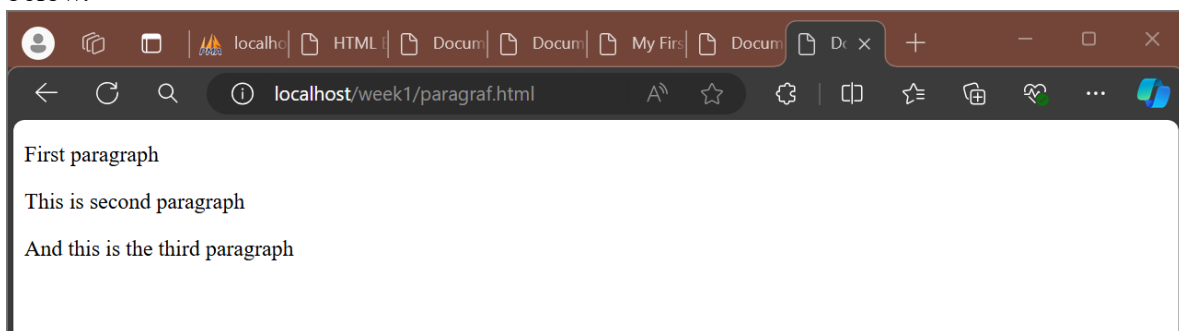 localho HTML E Docum Docum My Firs Docum Do
localhost/week1/paragraf.html A
First paragraph
This is second paragraph
And this is the third paragraph